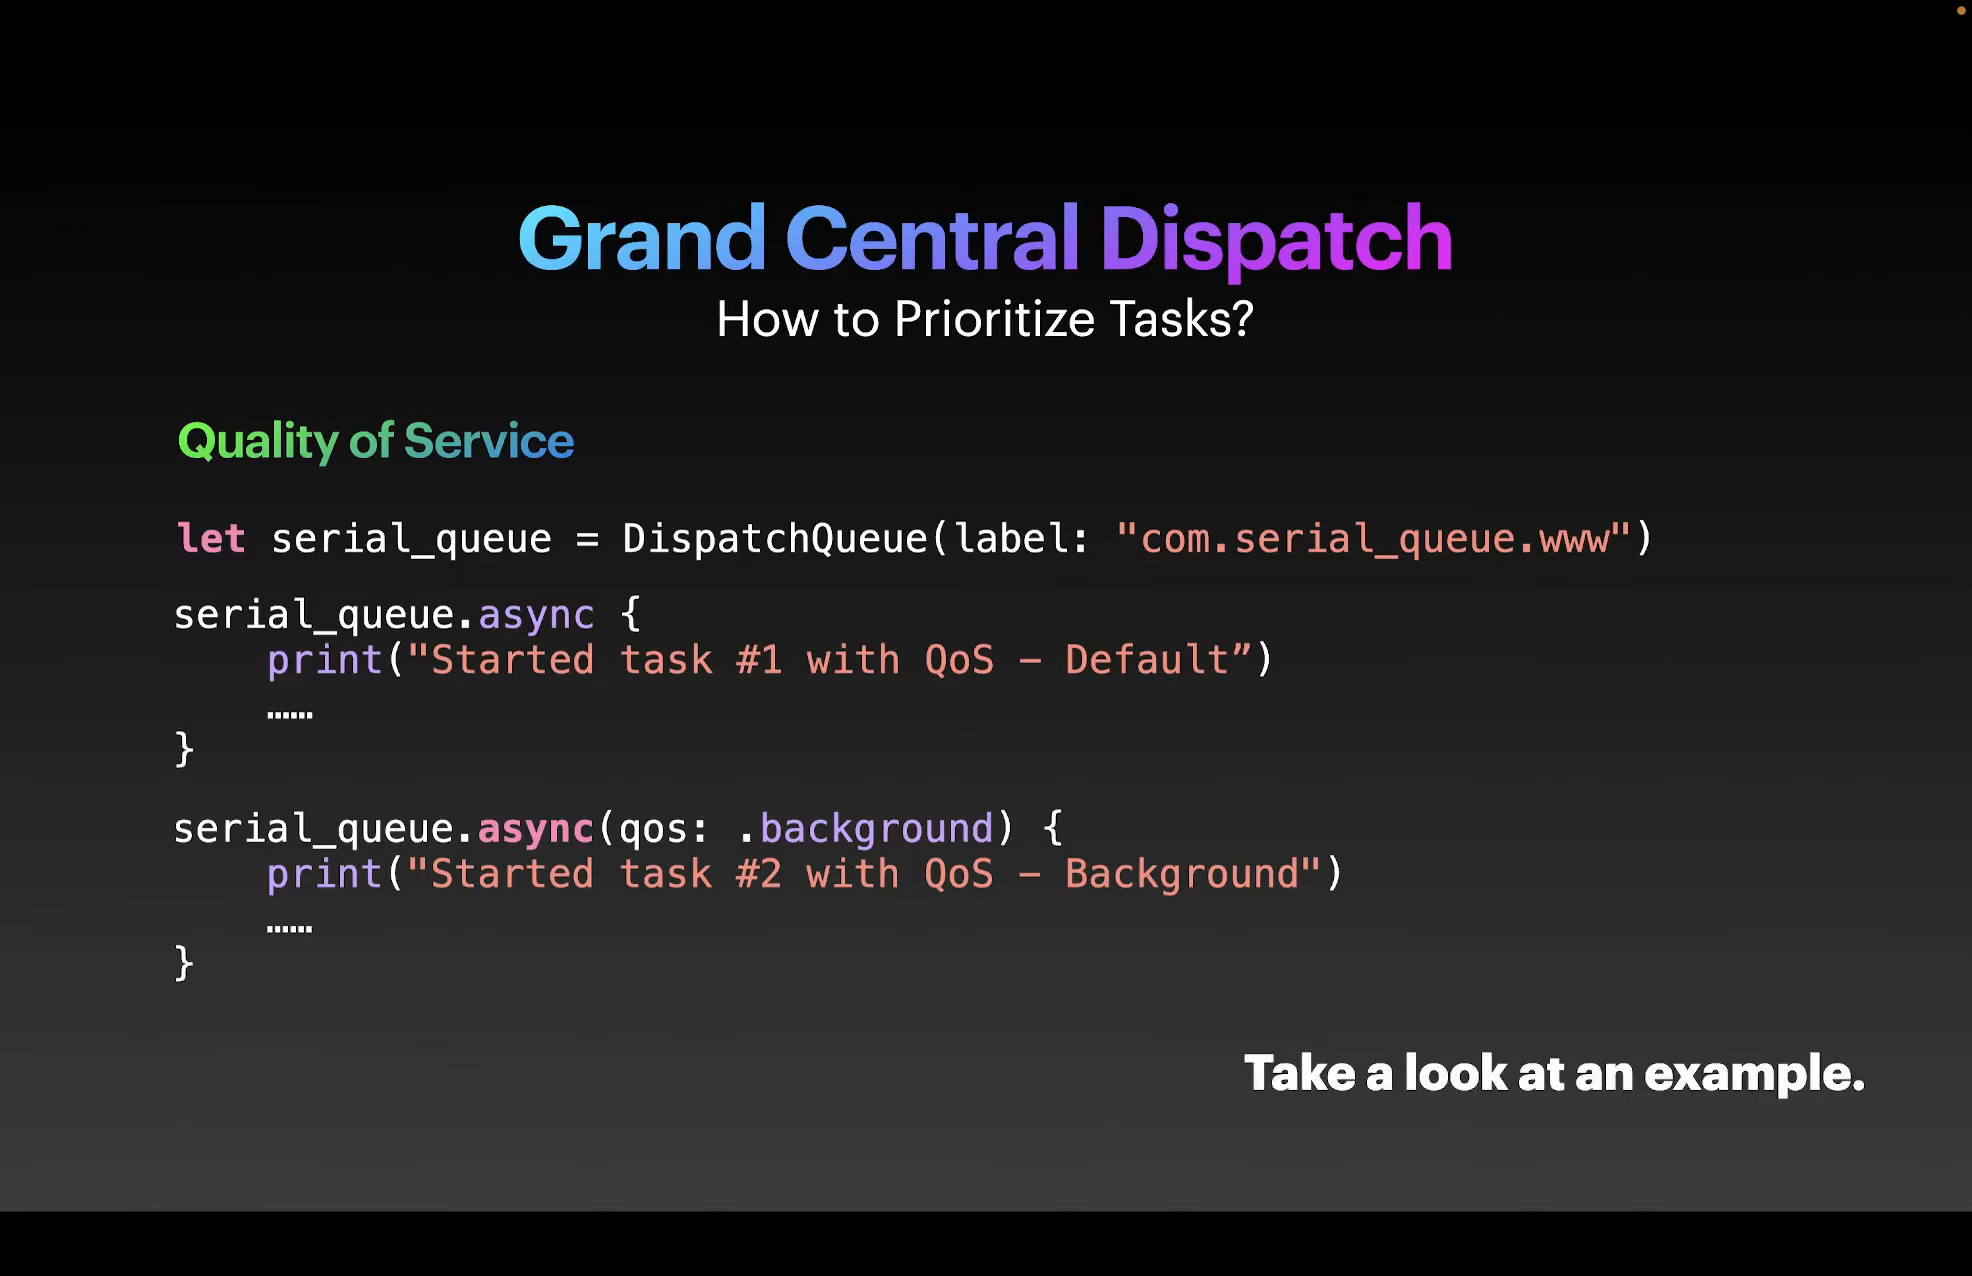 Grand Central Dispatch
How to Prioritize Tasks?
Quality of Service
let serial_queue = DispatchQueue(label: "com.serial_queue.www")
serial_queue.async {
    print("Started task #1 with QoS – Default”)
    ……
}
serial_queue.async(qos: .background) {
    print("Started task #2 with QoS – Background")
    ……
}
Take a look at an example.